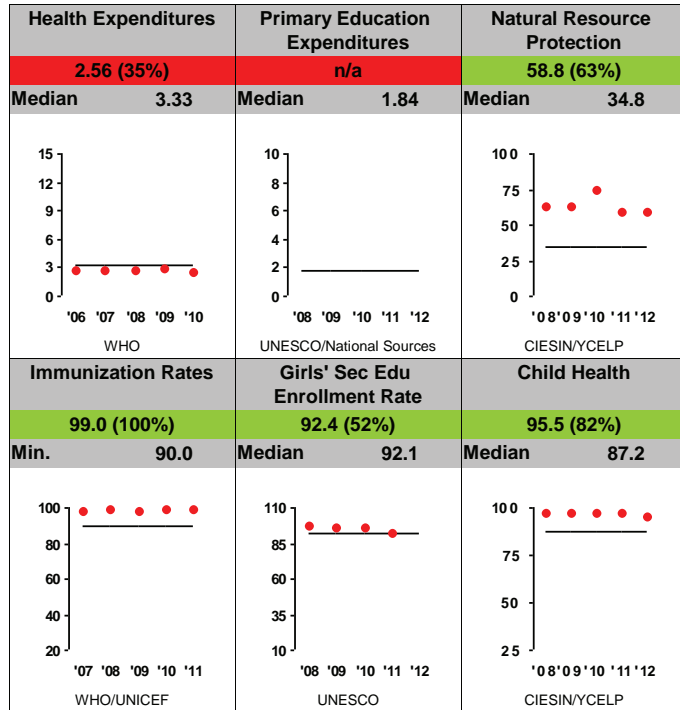 Health Expenditures
2.56 (35%)
Median 3.33
15
12
9
6
3
0
'06 '07 '08 '09 '10
WHO
Primary Education
Expenditures
n/a
Median 1.84
10
8
6
4
2
0
'08 '09 '10 '11 '12
UNESCO/National Sources
Natural Resource
Protection
58.8 (63%)
Median 34.8
100
75
50
25
0
'08 '09 '10 '11 '12
CIESIN/YCELP
Immunization Rates
99.0 (100%)
Min. 90.0
100
80
60
40
20
'07 '08 '09 '10 '11
WHO/UNICEF
Girls' Sec Edu
Enrollment Rate
92.4 (52%)
Median 92.1
110
85
60
35
10
'08 '09 '10 '11 '12
UNESCO
Child Health
95.5 (82%)
Median 87.2
100
75
50
25
'08 '09 '10 '11 '12
CIESIN/YCELP